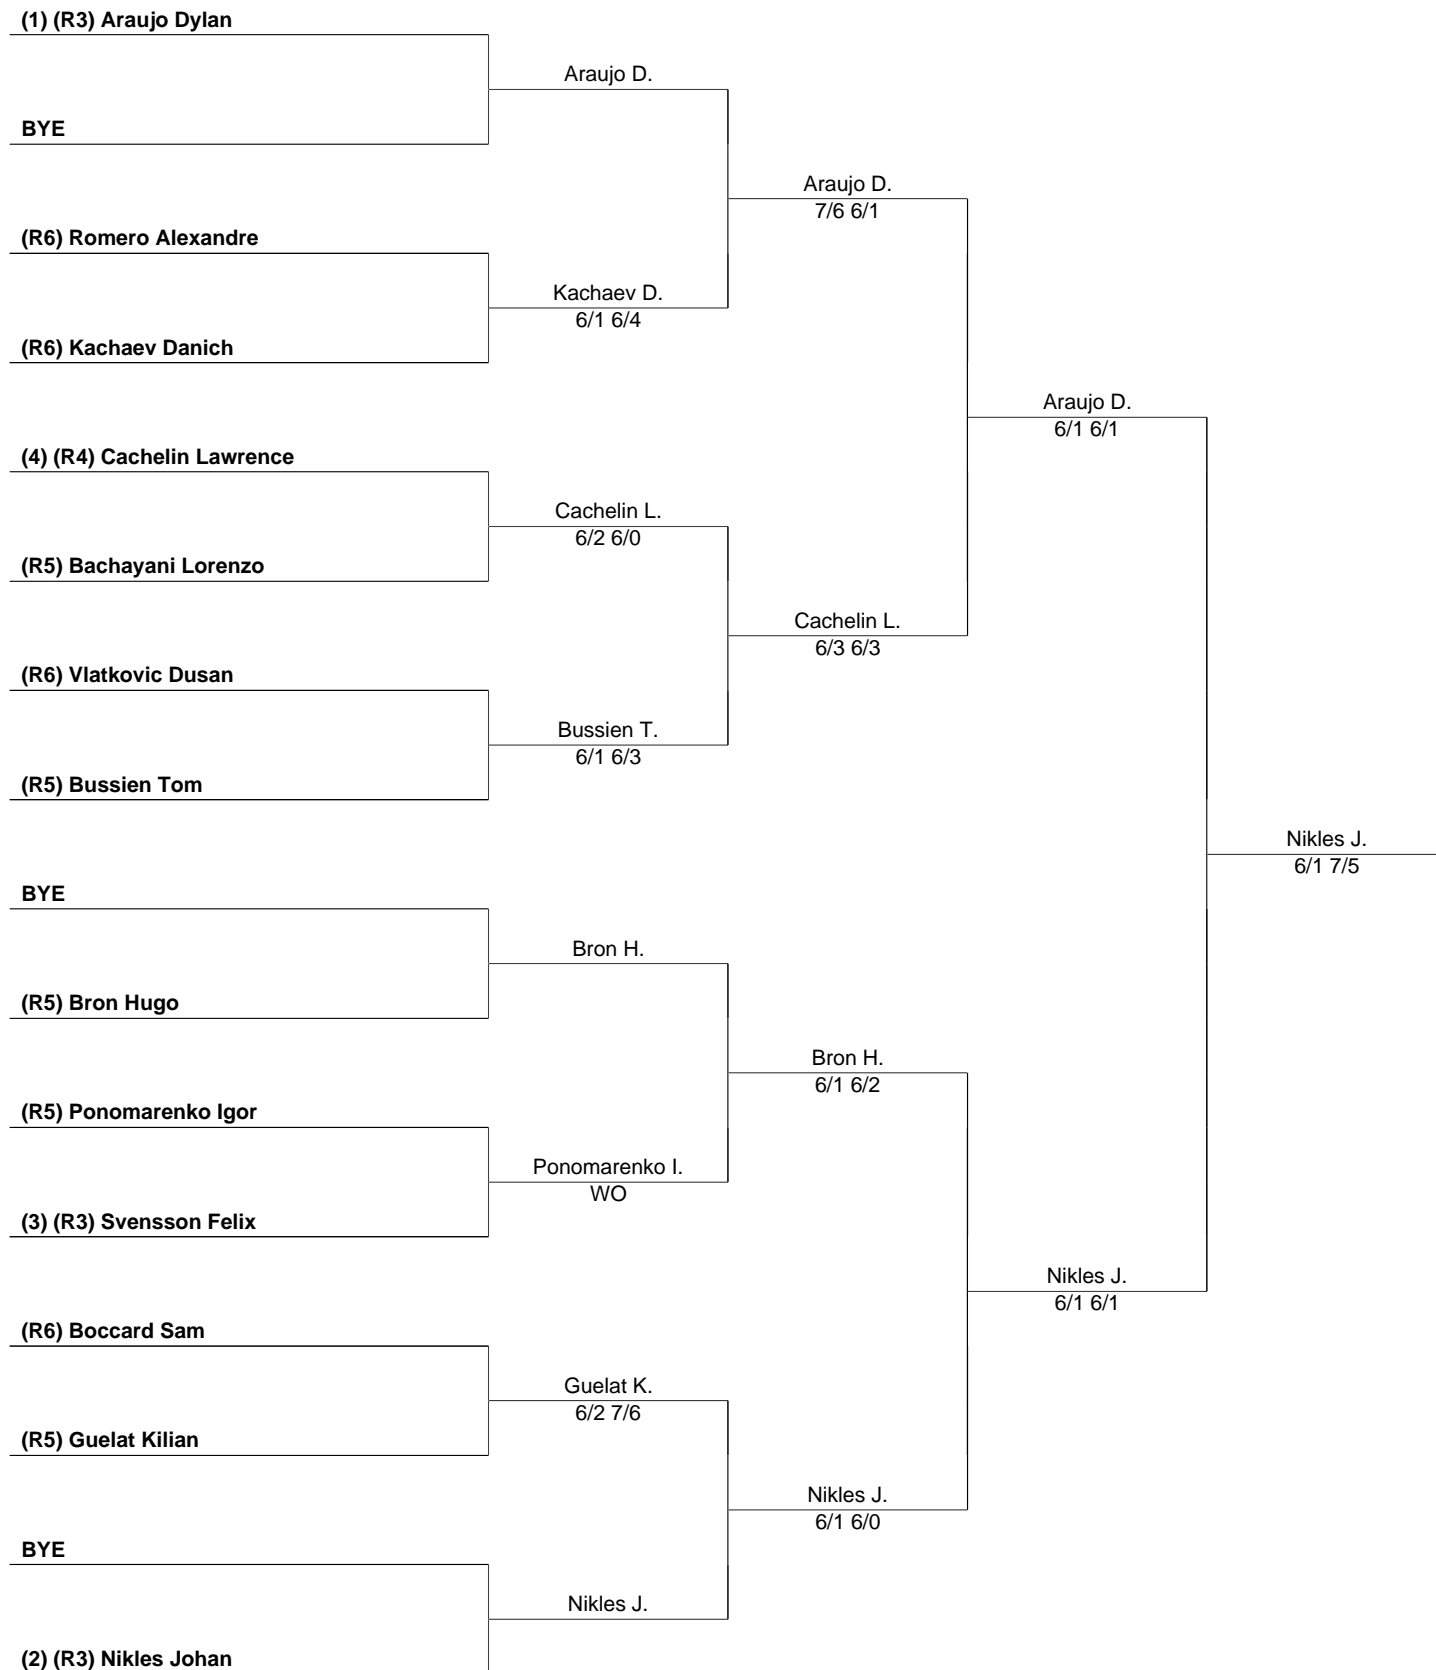 (1) (R3) Araujo Dylan
Araujo D.
BYE
Araujo D.
7/6 6/1
(R6) Romero Alexandre
Kachaev D.
6/1 6/4
(R6) Kachaev Danich
Araujo D.
6/1 6/1
(4) (R4) Cachelin Lawrence
Cachelin L.
6/2 6/0
(R5) Bachayani Lorenzo
Cachelin L.
6/3 6/3
(R6) Vlatkovic Dusan
Bussien T.
6/1 6/3
(R5) Bussien Tom
Nikles J.
6/1 7/5
BYE
Bron H.
(R5) Bron Hugo
Bron H.
6/1 6/2
(R5) Ponomarenko Igor
Ponomarenko I.
WO
(3) (R3) Svensson Felix
Nikles J.
6/1 6/1
(R6) Boccard Sam
Guelat K.
6/2 7/6
(R5) Guelat Kilian
Nikles J.
6/1 6/0
BYE
Nikles J.
(2) (R3) Nikles Johan